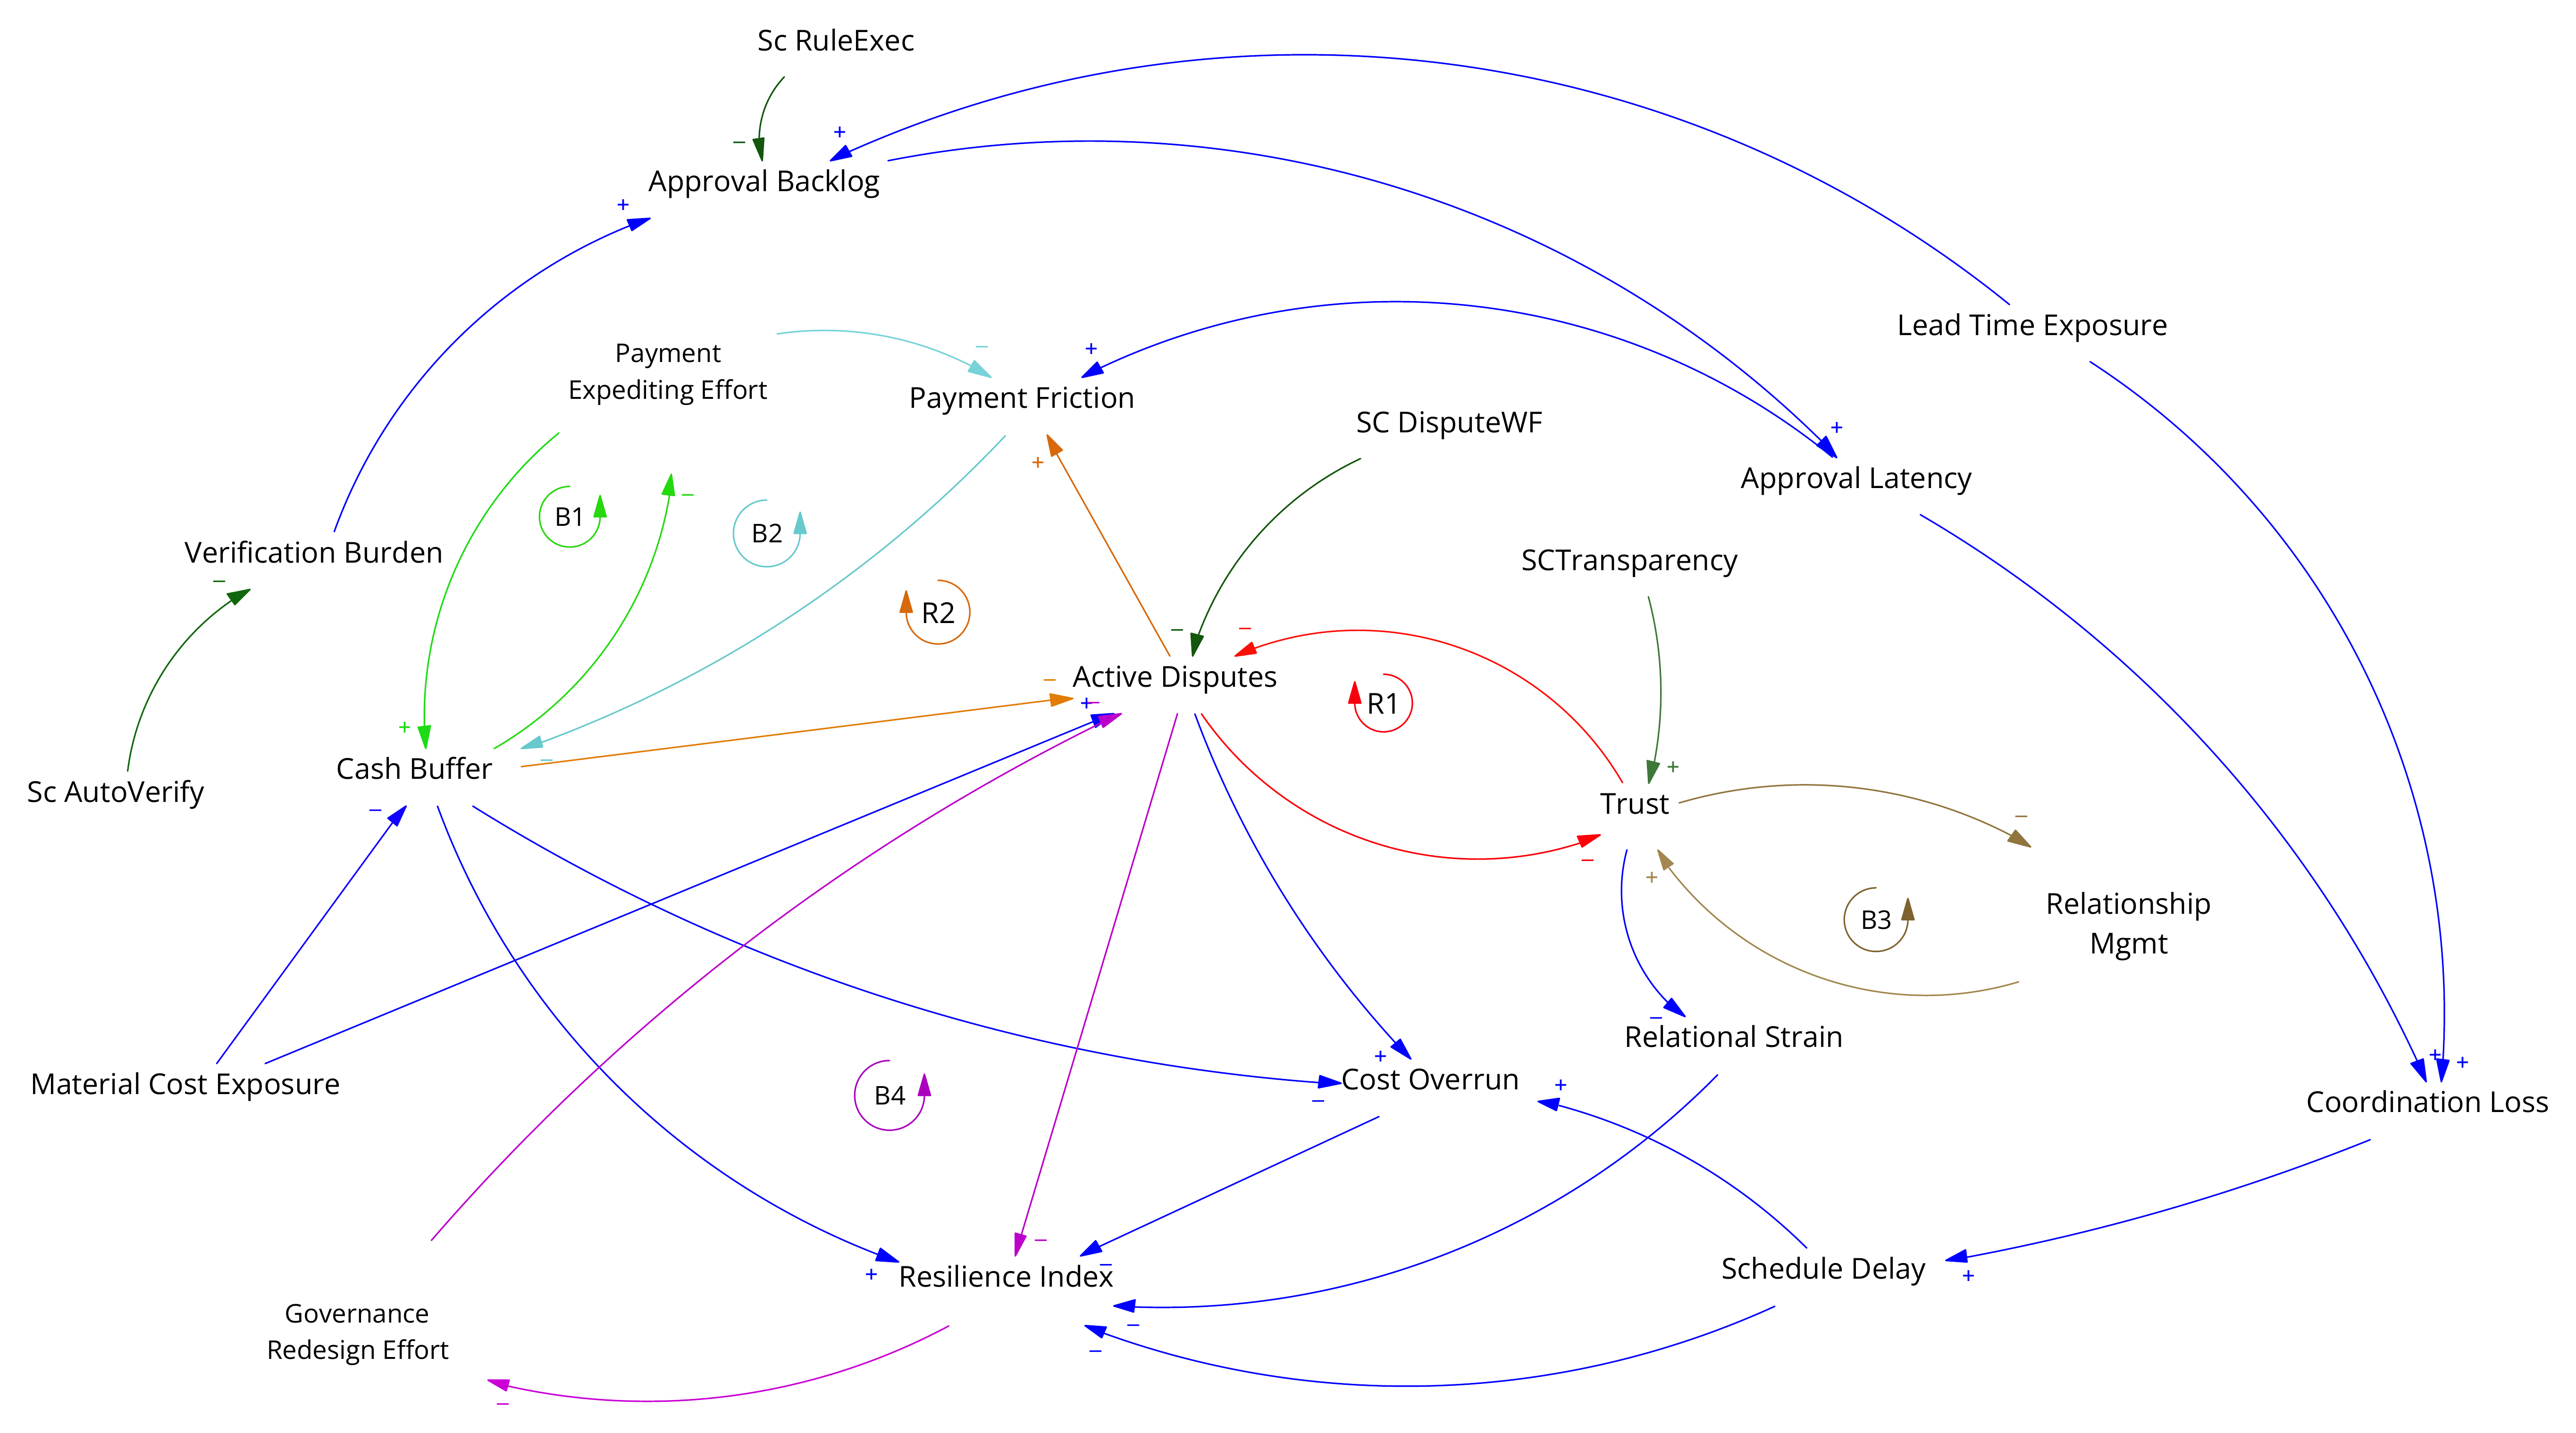 Sc RuleExec
+
−
Approval Backlog
+
Lead Time Exposure
Payment
Expediting Effort
−
+
Payment Friction
SC DisputeWF
+
+
Approval Latency
−
B1
B2
Verification Burden
−
SCTransparency
R2
−
−
Active Disputes
−
+
−
R1
+
+
Cash Buffer
−
Sc AutoVerify
−
Trust
−
−
+
Relationship
Mgmt
B3
−
Relational Strain
Material Cost Exposure
B4
+
Cost Overrun
−
+
+
+
Coordination Loss
−
+
Resilience Index
−
−
−
Schedule Delay
+
Governance
Redesign Effort
−